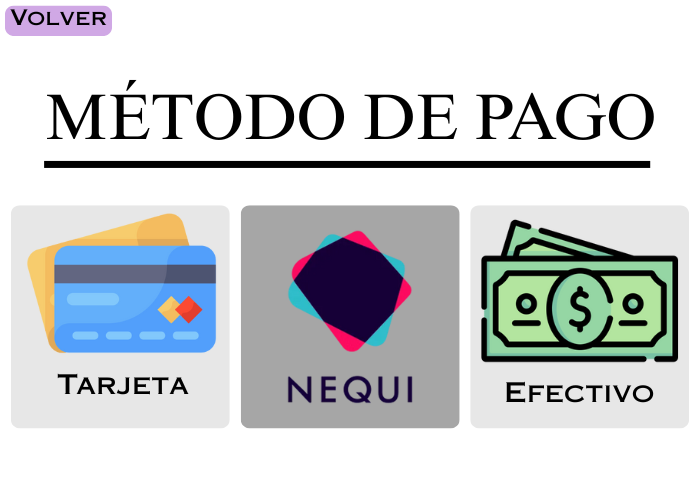 VOLVER
MÉTODO DE PAGO
TARJETA
NEQUI
EFECTIVO
$